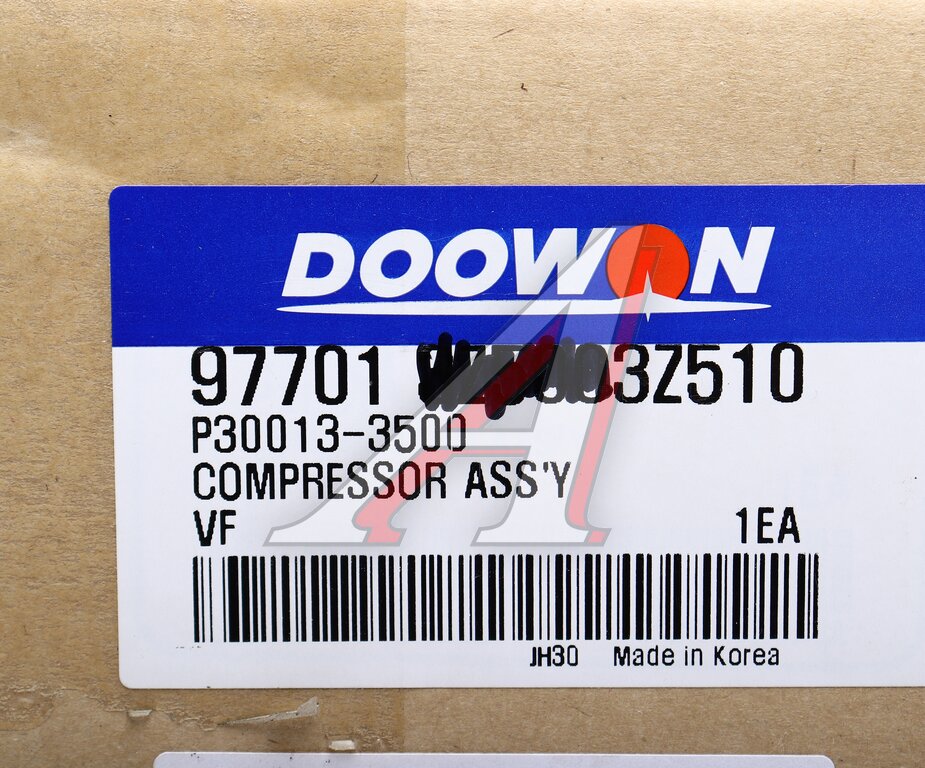 DOOWON
97701 3Z510
P30013-3500
COMPRESSOR ASS'Y
VF 1EA
JH30 Made in Korea